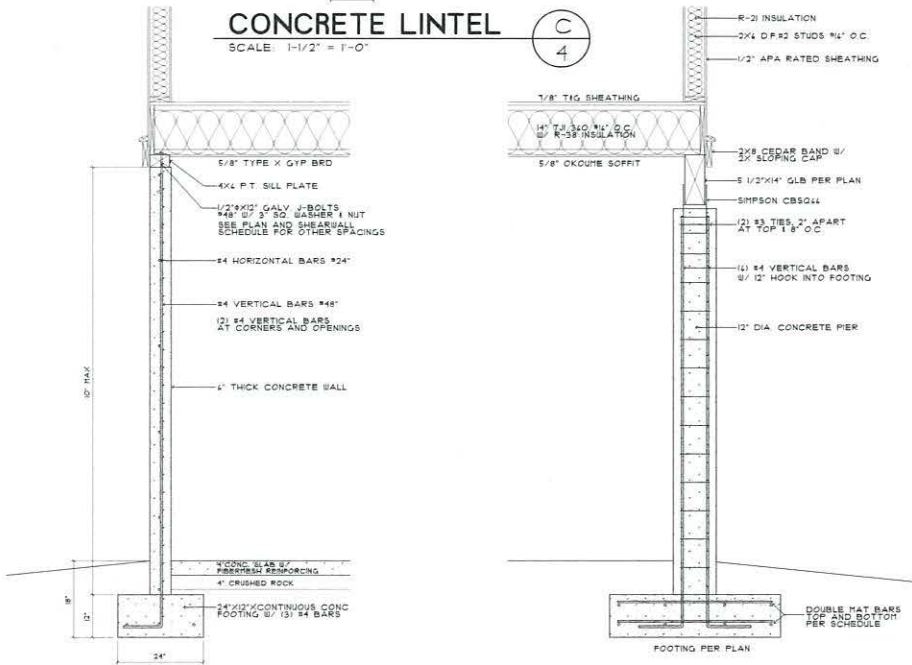 CONCRETE LINTEL
SCALE: 1-1/2" = 1'-0"
C
4
R-21 INSULATION
2X6 D.F.#2 STUDS @16" O.C.
1/2" APA RATED SHEATHING
7/8" T&G SHEATHING
14" TJI 360 @16" O.C.
W/ R-38 INSULATION
5/8" TYPE X GYP BRD
5/8" OKOUME SOFFIT
2X8 CEDAR BAND W/
2X SLOPING CAP
4X6 P.T. SILL PLATE
5 1/2"X14" GLB PER PLAN
SIMPSON CBSQ66
1/2"ØX12" GALV. J-BOLTS
@48" W/ 3" SQ. WASHER & NUT
SEE PLAN AND SHEARWALL
SCHEDULE FOR OTHER SPACINGS
(2) #3 TIES, 2" APART
AT TOP & 8" O.C.
#4 HORIZONTAL BARS @24"
(6) #4 VERTICAL BARS
W/ 12" HOOK INTO FOOTING
#4 VERTICAL BARS @48"
(2) #4 VERTICAL BARS
AT CORNERS AND OPENINGS
12" DIA. CONCRETE PIER
10' MAX
6" THICK CONCRETE WALL
4" CONC. SLAB W/
FIBERMESH REINFORCING
4" CRUSHED ROCK
18"
12"
24"X12"XCONTINUOUS CONC
FOOTING W/ (3) #4 BARS
DOUBLE MAT BARS
TOP AND BOTTOM
PER SCHEDULE
24"
FOOTING PER PLAN